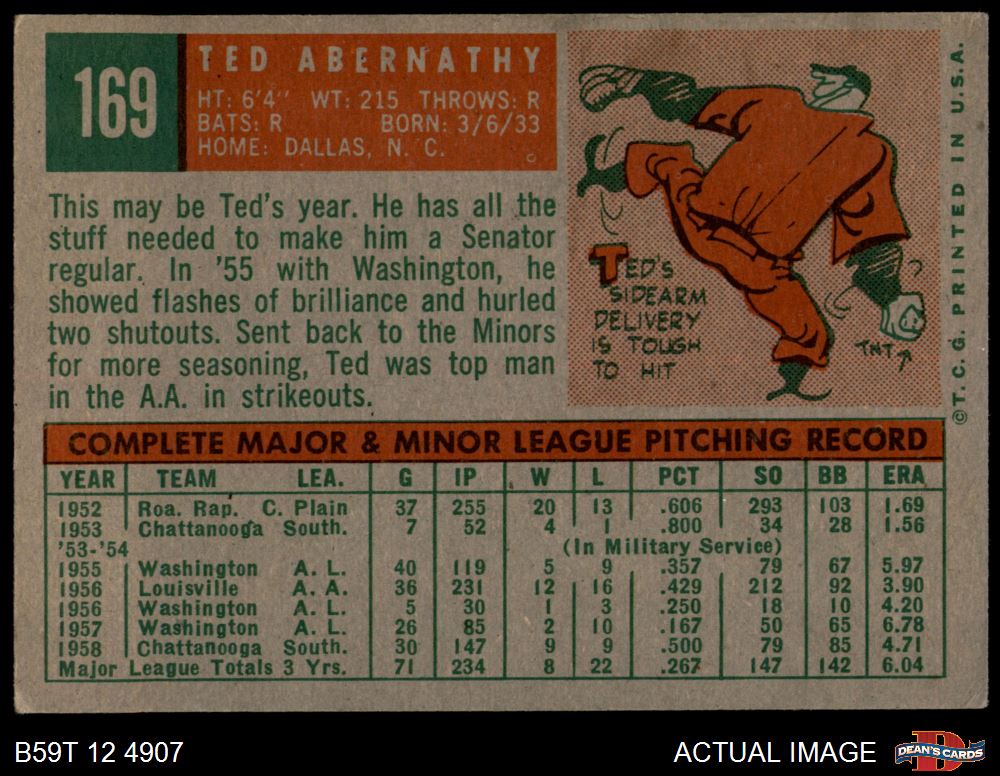 169
TED ABERNATHY
HT: 6'4" WT: 215 THROWS: R
BATS: R BORN: 3/6/33
HOME: DALLAS, N. C.
This may be Ted's year. He has all the
stuff needed to make him a Senator
regular. In '55 with Washington, he
showed flashes of brilliance and hurled
two shutouts. Sent back to the Minors
for more seasoning, Ted was top man
in the A.A. in strikeouts.
TED'S
SIDEARM
DELIVERY
IS TOUGH
TO HIT
TNT
©T. C. G. PRINTED IN U.S.A.
COMPLETE MAJOR & MINOR LEAGUE PITCHING RECORD
YEAR TEAM LEA. G IP W L PCT SO BB ERA
1952 Roa. Rap. C. Plain 37 255 20 13 .606 293 103 1.69
1953 Chattanooga South. 7 52 4 1 .800 34 28 1.56
'53-'54 (In Military Service)
1955 Washington A. L. 40 119 5 9 .357 79 67 5.97
1956 Louisville A. A. 36 231 12 16 .429 212 92 3.90
1956 Washington A. L. 5 30 1 3 .250 18 10 4.20
1957 Washington A. L. 26 85 2 10 .167 50 65 6.78
1958 Chattanooga South. 30 147 9 9 .500 79 85 4.71
Major League Totals 3 Yrs. 71 234 8 22 .267 147 142 6.04
B59T 12 4907
ACTUAL IMAGE
DEAN'S CARDS